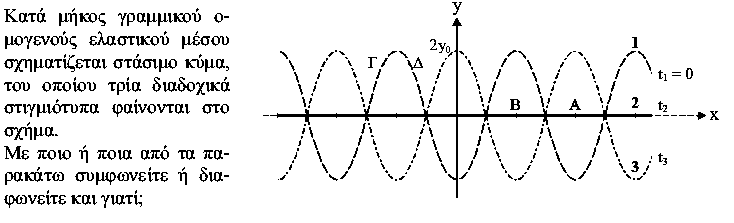 Κατά μήκος γραμμικού ο-
μογενούς ελαστικού μέσου
σχηματίζεται στάσιμο κύμα,
του οποίου τρία διαδοχικά
στιγμιότυπα φαίνονται στο
σχήμα.
Με ποιο ή ποια από τα πα-
ρακάτω συμφωνείτε ή δια-
φωνείτε και γιατί;
y
2y₀
1
Γ
Δ
t₁ = 0
B
A
2
t₂
x
3
t₃